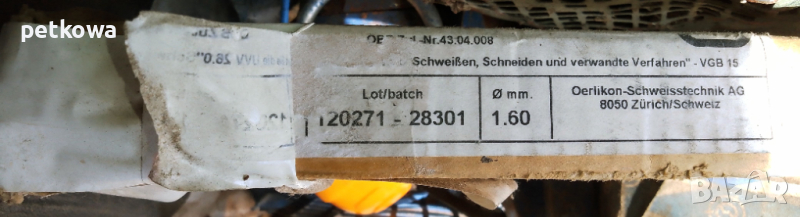 petkowa
-Nr.43.04.008
Schweißen, Schneiden und verwandte Verfahren" - VGB 15
Lot/batch
Ø mm.
Oerlikon-Schweisstechnik AG
8050 Zürich/Schweiz
120271 - 28301
1.60
BAZAR